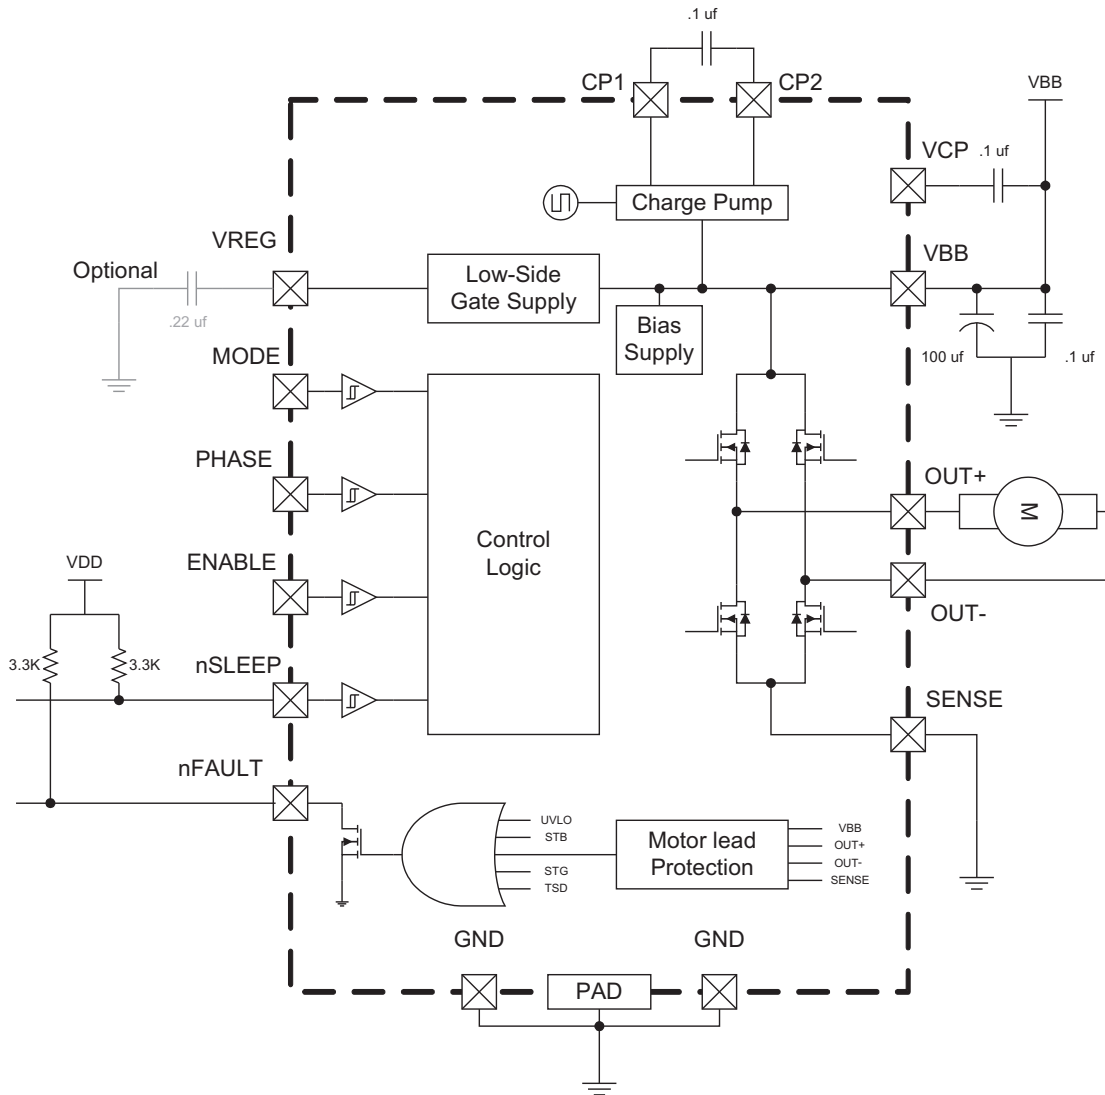 .1 uf
CP1
CP2
VBB
VCP
.1 uf
Charge Pump
VREG
VBB
Optional
Low-Side
Gate Supply
.22 uf
Bias
Supply
100 uf
.1 uf
MODE
PHASE
OUT+
M
Control
Logic
ENABLE
VDD
OUT-
3.3K
3.3K
nSLEEP
SENSE
nFAULT
UVLO
STB
STG
TSD
Motor lead
Protection
VBB
OUT+
OUT-
SENSE
GND
GND
PAD